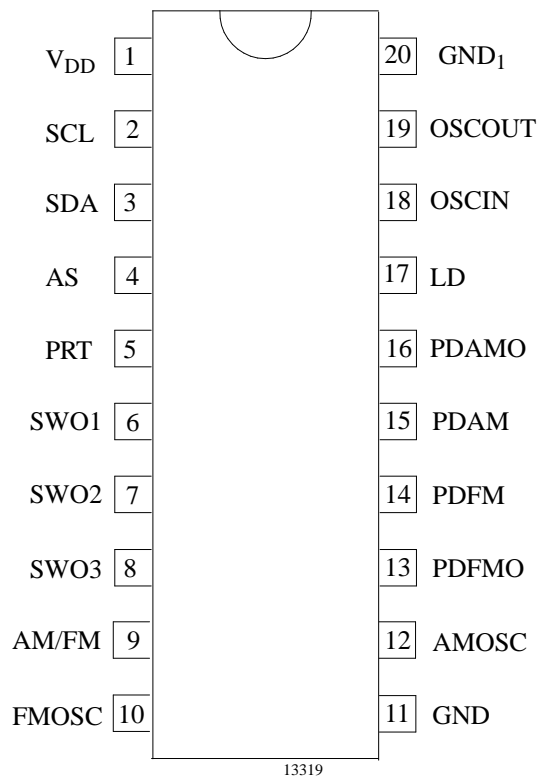 V_DD 1 20 GND_1
SCL 2 19 OSCOUT
SDA 3 18 OSCIN
AS 4 17 LD
PRT 5 16 PDAMO
SWO1 6 15 PDAM
SWO2 7 14 PDFM
SWO3 8 13 PDFMO
AM/FM 9 12 AMOSC
FMOSC 10 11 GND
13319